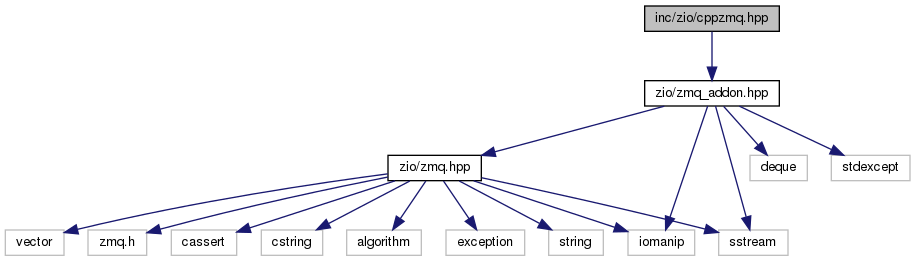 inc/zio/cppzmq.hpp
zio/zmq_addon.hpp
zio/zmq.hpp
deque
stdexcept
vector
zmq.h
cassert
cstring
algorithm
exception
string
iomanip
sstream